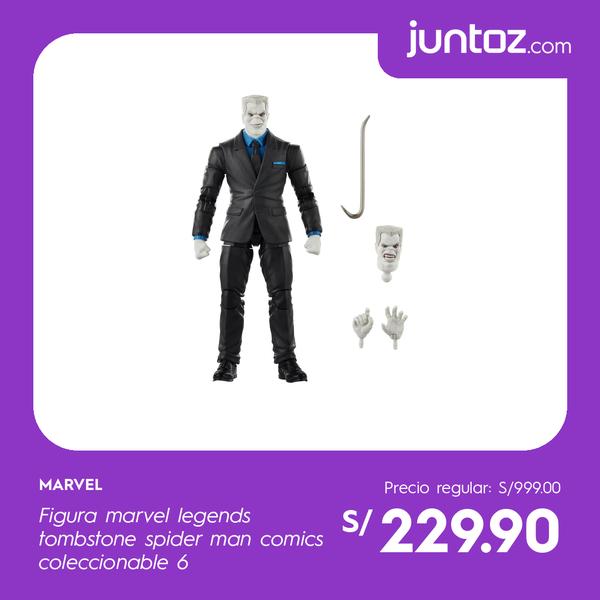 juntoz.com
MARVEL
Precio regular: S/999.00
Figura marvel legends
tombstone spider man comics
coleccionable 6
S/ 229.90